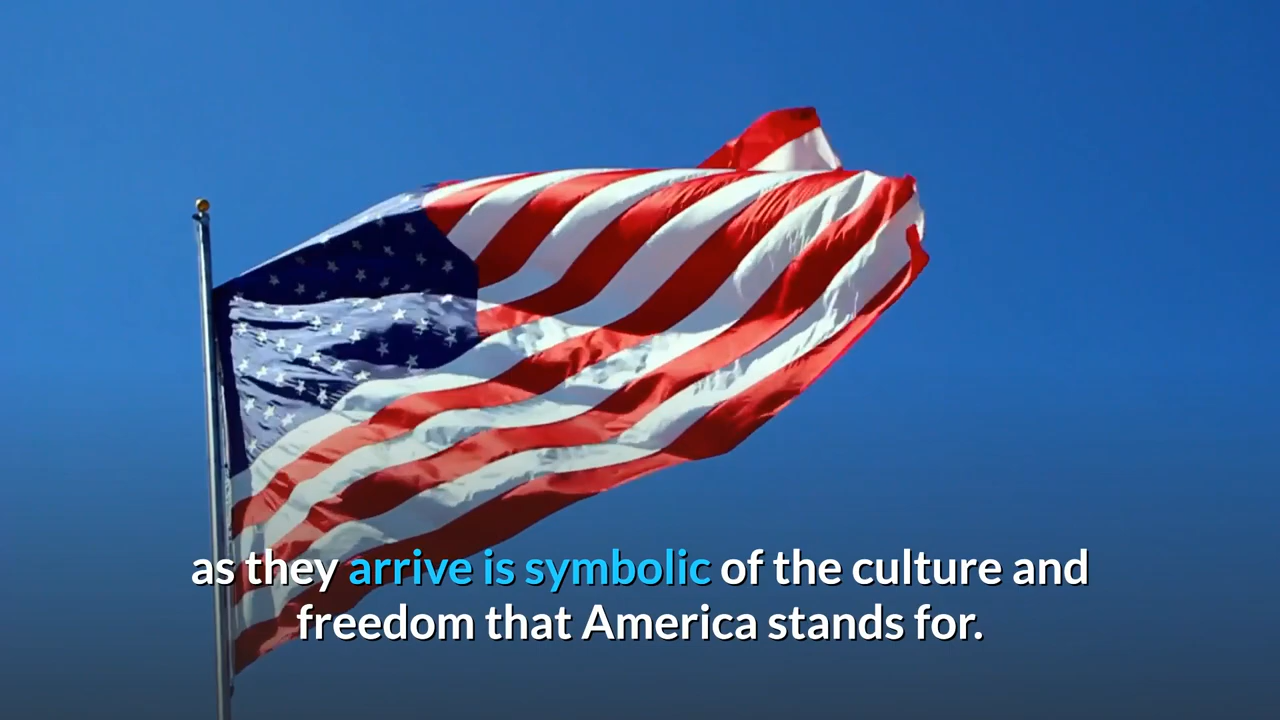 as they arrive is symbolic of the culture and
freedom that America stands for.